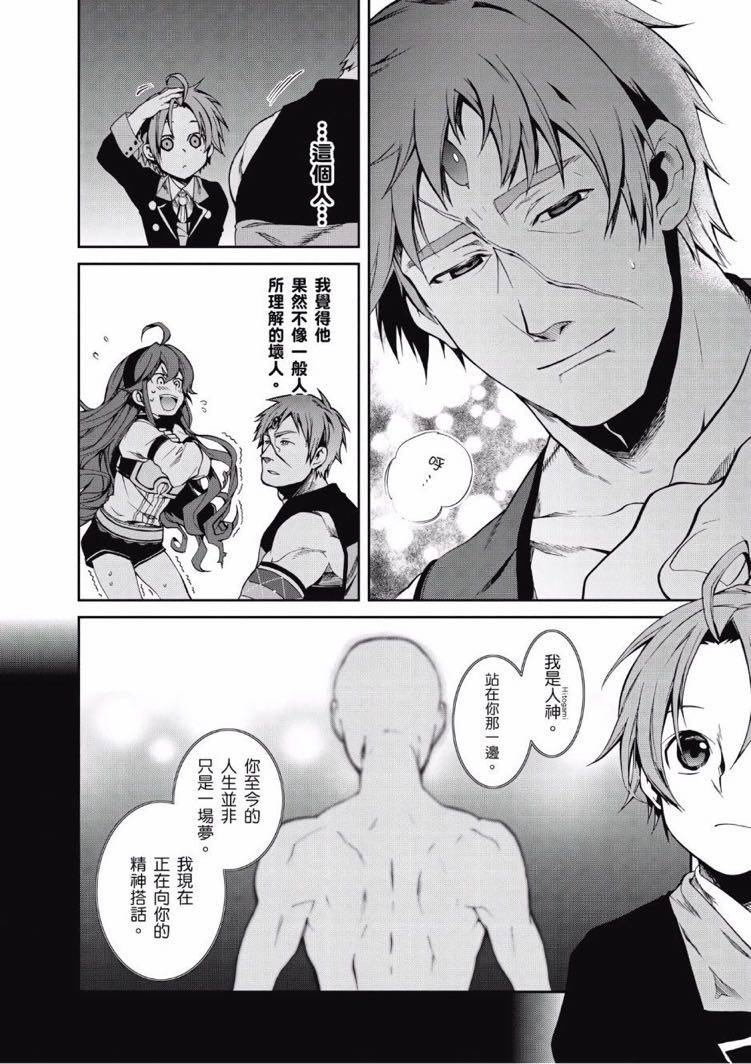 呼…
…這個人…
我覺得他
果然不像一般人
所理解的壞人。
我是人神。
Hitogami
站在你那一邊。
你至今的
人生並非
只是一場夢。
我現在
正在向你的
精神搭話。